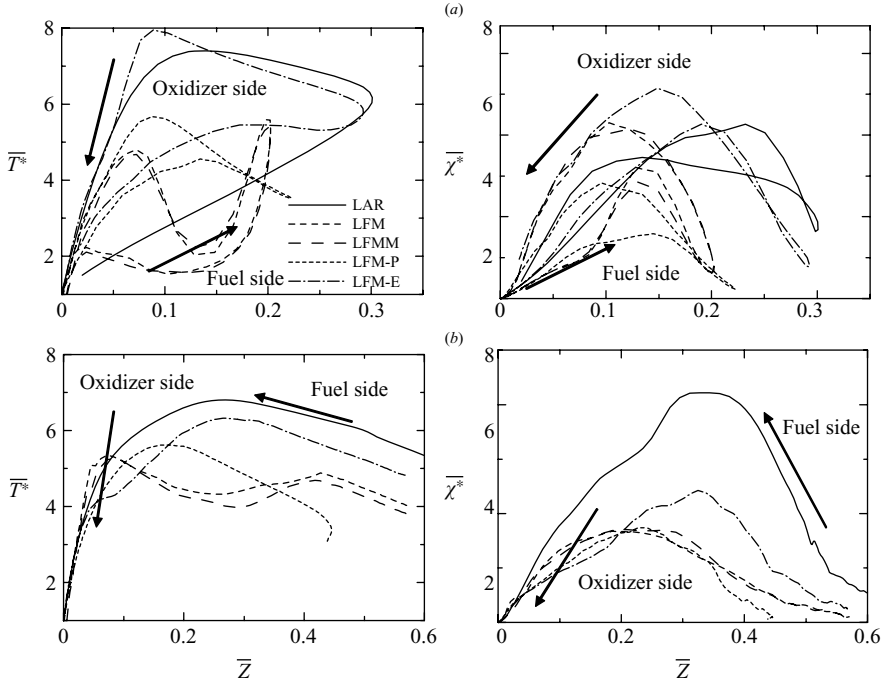 (a)
8
6
4
2
T*
Oxidizer side
Fuel side
LAR
LFM
LFMM
LFM-P
LFM-E
0
0.1
0.2
0.3
8
6
4
2
χ*
Oxidizer side
Fuel side
0
0.1
0.2
0.3
(b)
8
6
4
2
T*
Oxidizer side
Fuel side
0
0.2
0.4
0.6
Z
8
6
4
2
χ*
Fuel side
Oxidizer side
0
0.2
0.4
0.6
Z